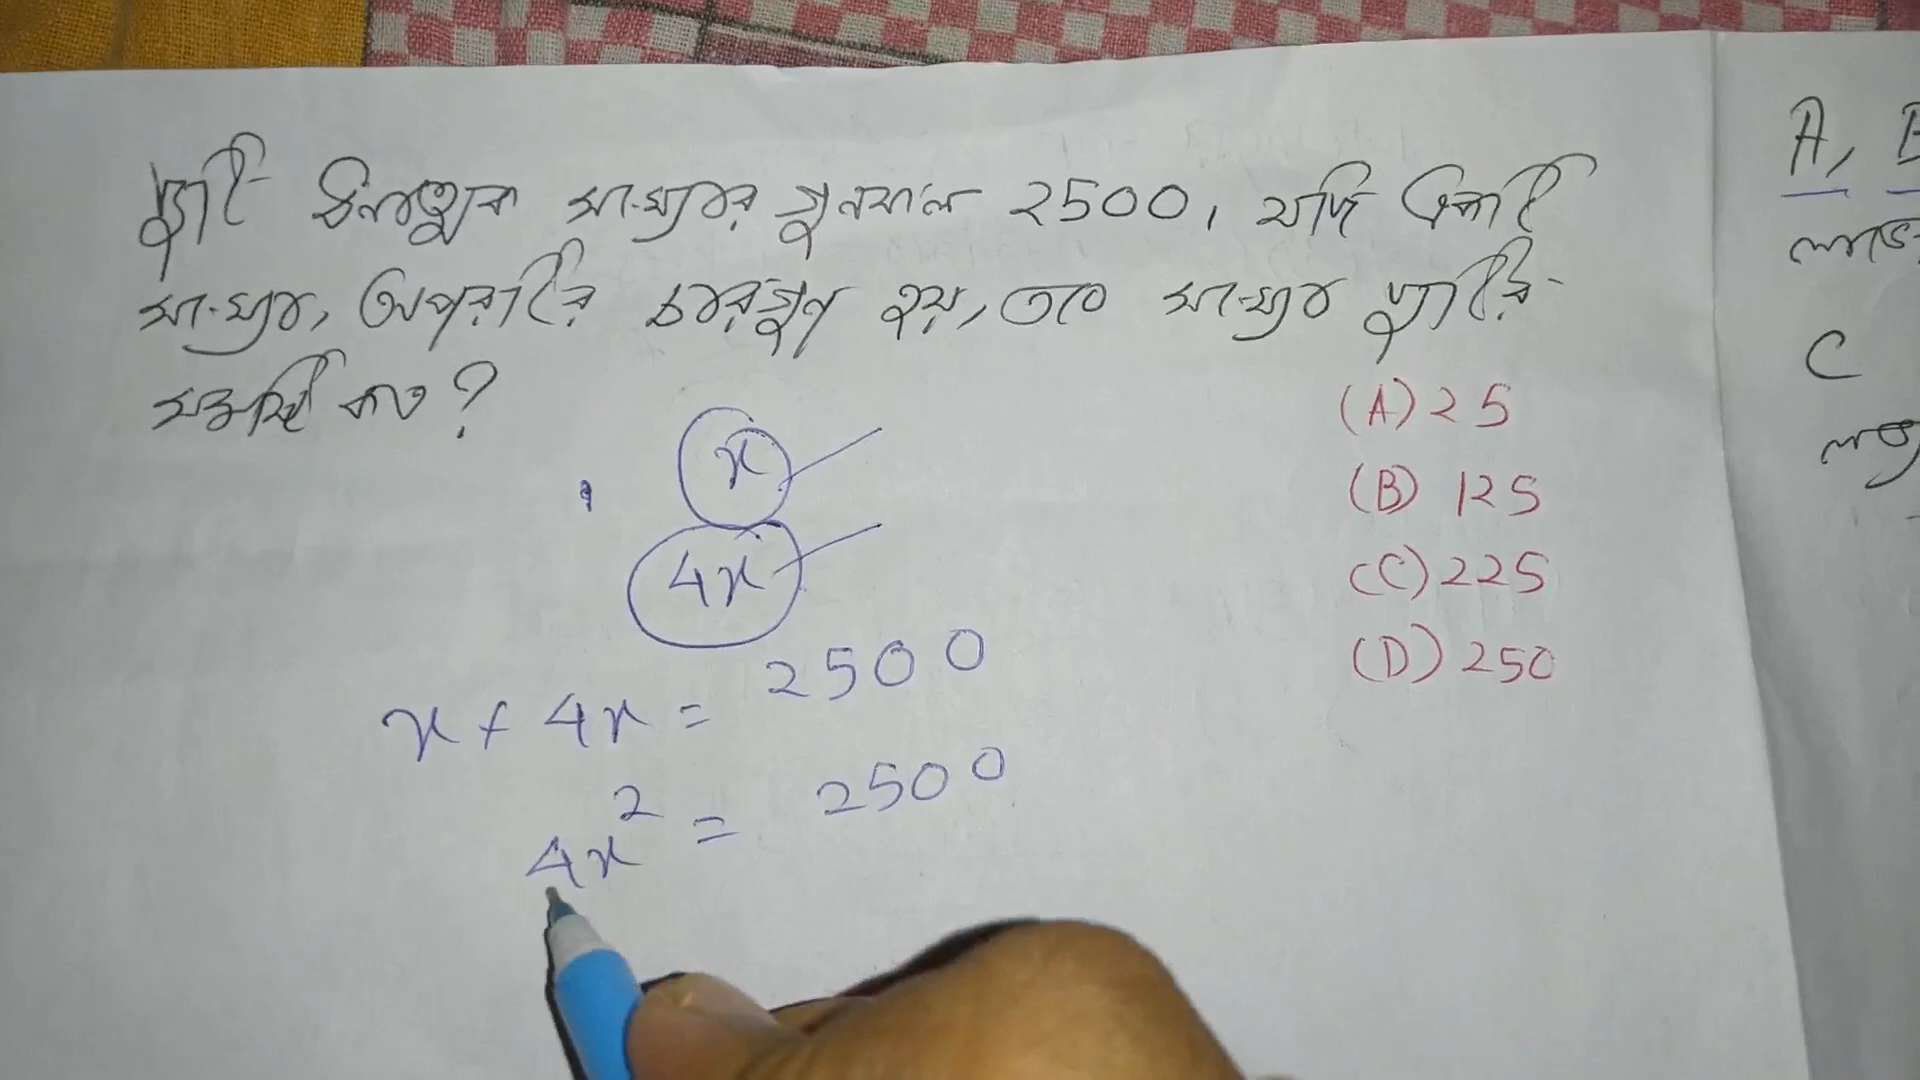 দুটি ধনাত্মক সংখ্যার গুনফল 2500, যদি একটি
সংখ্যা, অপরটির চারগুণ হয়, তবে সংখ্যা দুটির
সমষ্টি কত?
x
4x
x × 4x = 2500
4x² = 2500
(A) 25
(B) 125
(C) 225
(D) 250
A, B
C